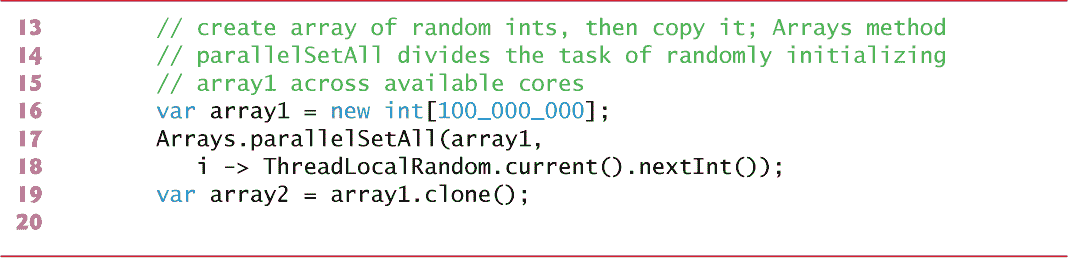 13 // create array of random ints, then copy it; Arrays method
14 // parallelSetAll divides the task of randomly initializing
15 // array1 across available cores
16 var array1 = new int[100_000_000];
17 Arrays.parallelSetAll(array1,
18 i -> ThreadLocalRandom.current().nextInt());
19 var array2 = array1.clone();
20